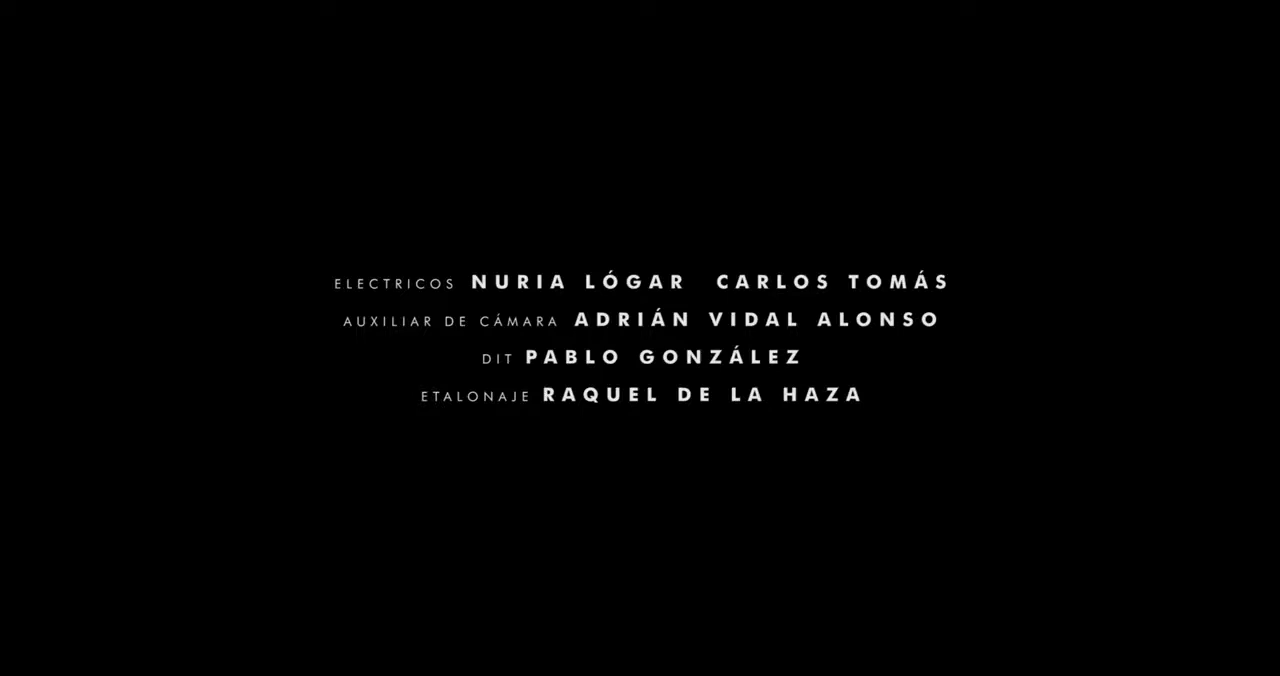 ELECTRICOS NURIA LÓGAR CARLOS TOMÁS
AUXILIAR DE CÁMARA ADRIÁN VIDAL ALONSO
DIT PABLO GONZÁLEZ
ETALONAJE RAQUEL DE LA HAZA